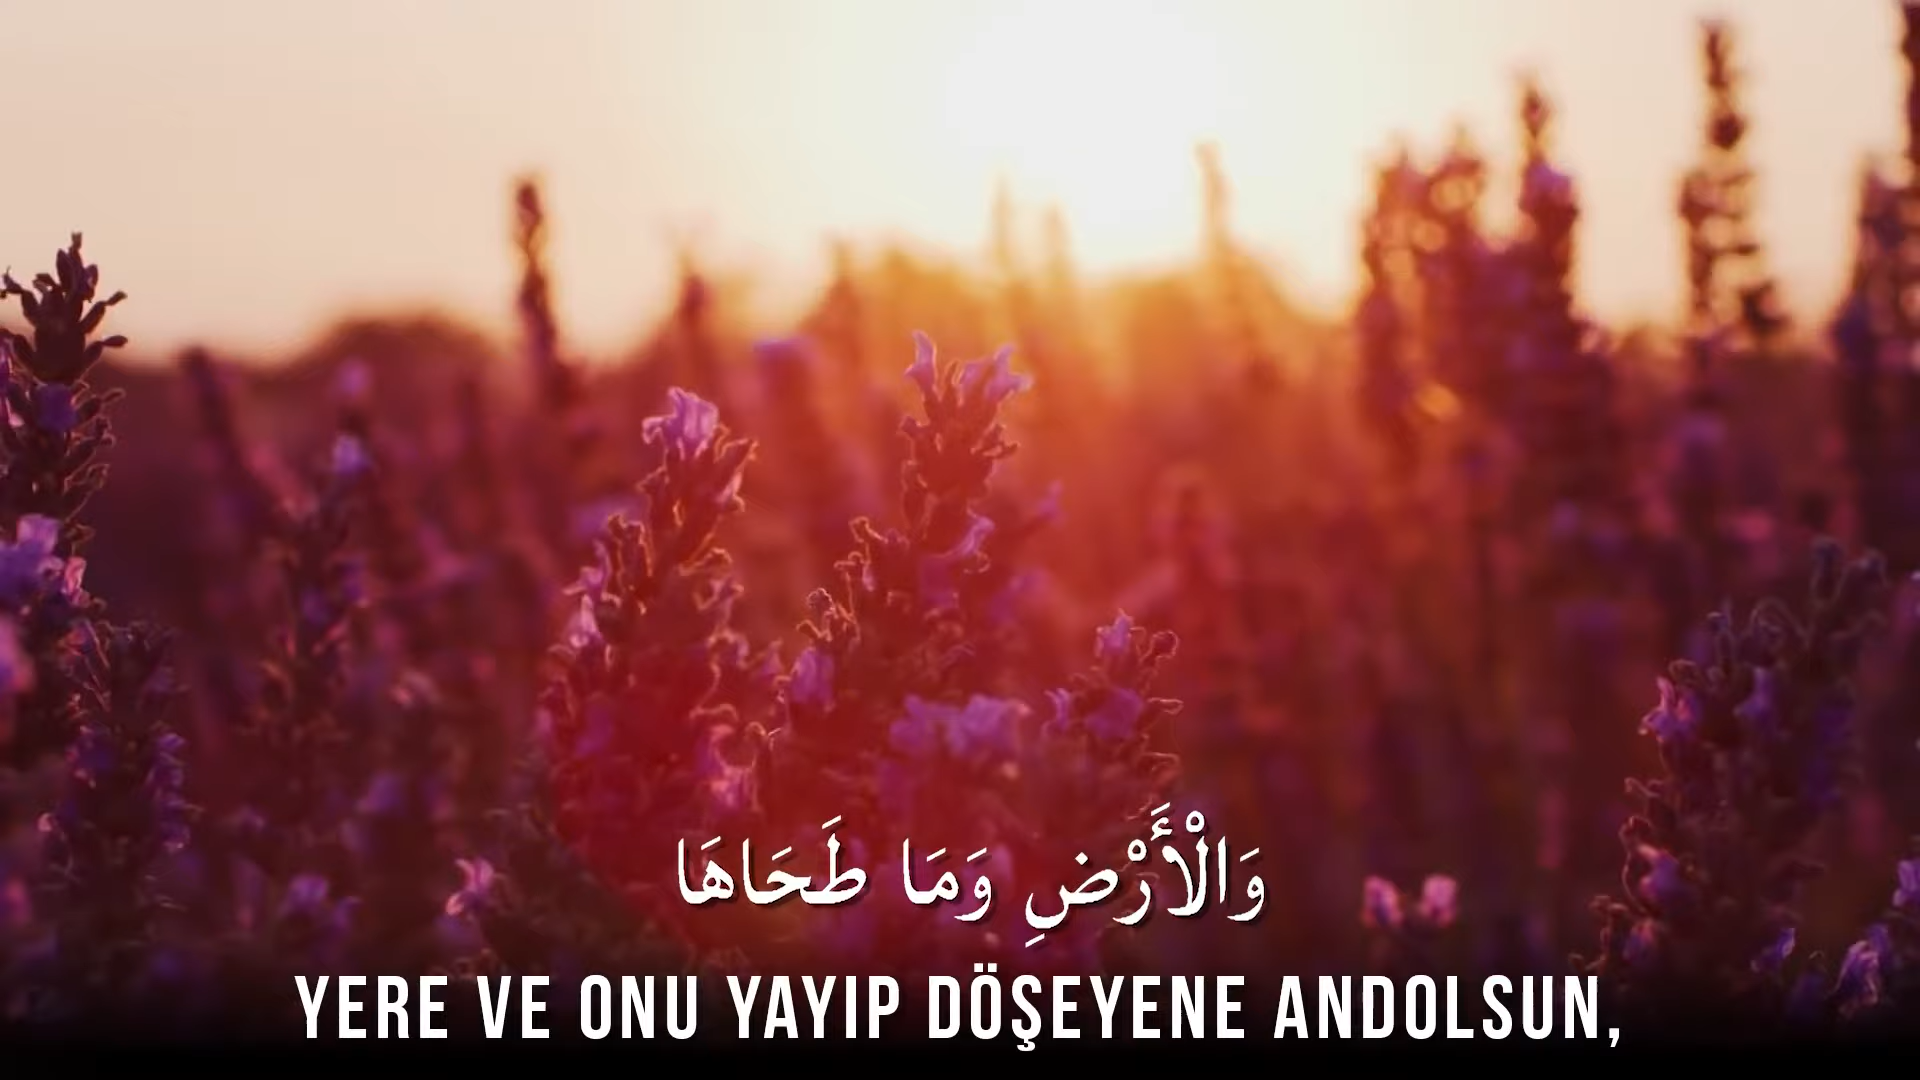 وَالْأَرْضِ وَمَا طَحَاهَا
YERE VE ONU YAYIP DÖŞEYENE ANDOLSUN,